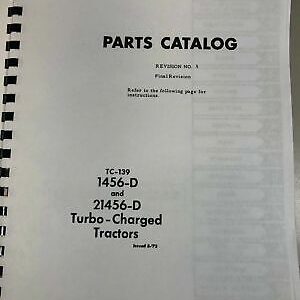 PARTS CATALOG
REVISION NO. 5
Final Revision
Refer to the following page for
instructions.
TC-139
1456-D
and
21456-D
Turbo-Charged
Tractors
Issued 6-73